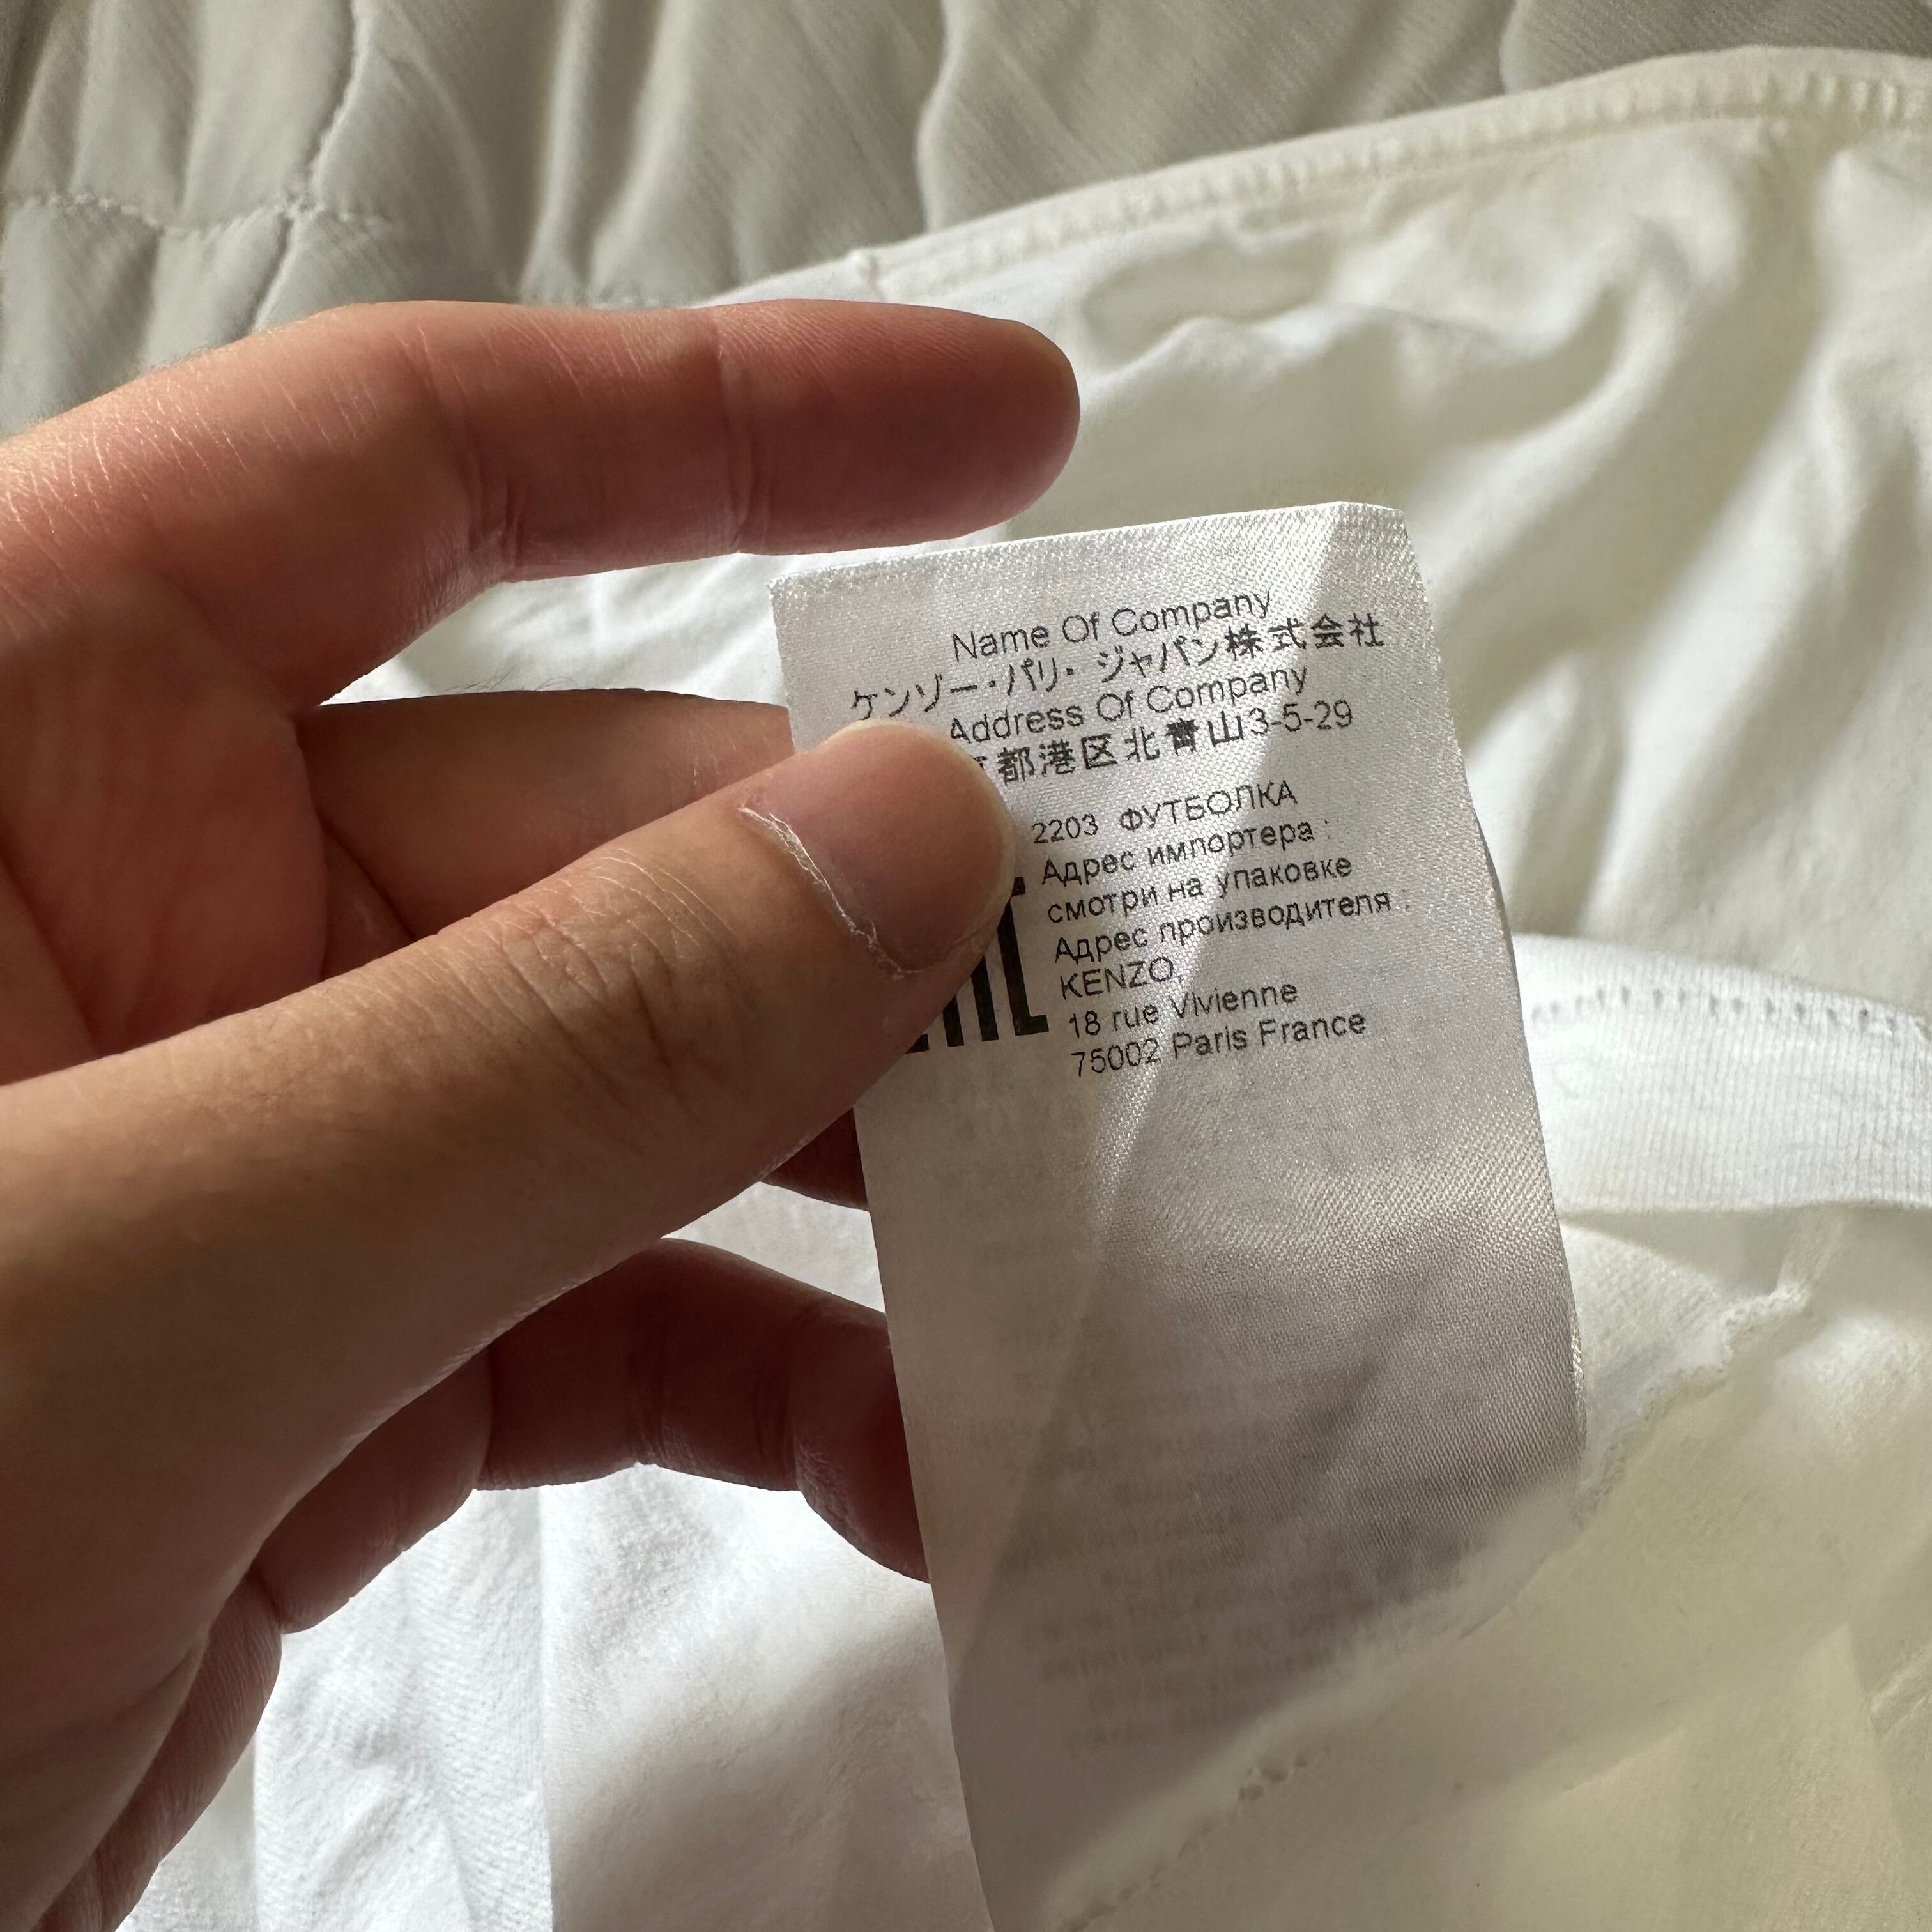 Name Of Company
ケンゾー・パリ・ ジャパン株式会社
Address Of Company
都港区北青山3-5-29
2203 ФУТБОЛКА
Адрес импортера :
смотри на упаковке
Адрес производителя :
KENZO,
18 rue Vivienne
75002 Paris France